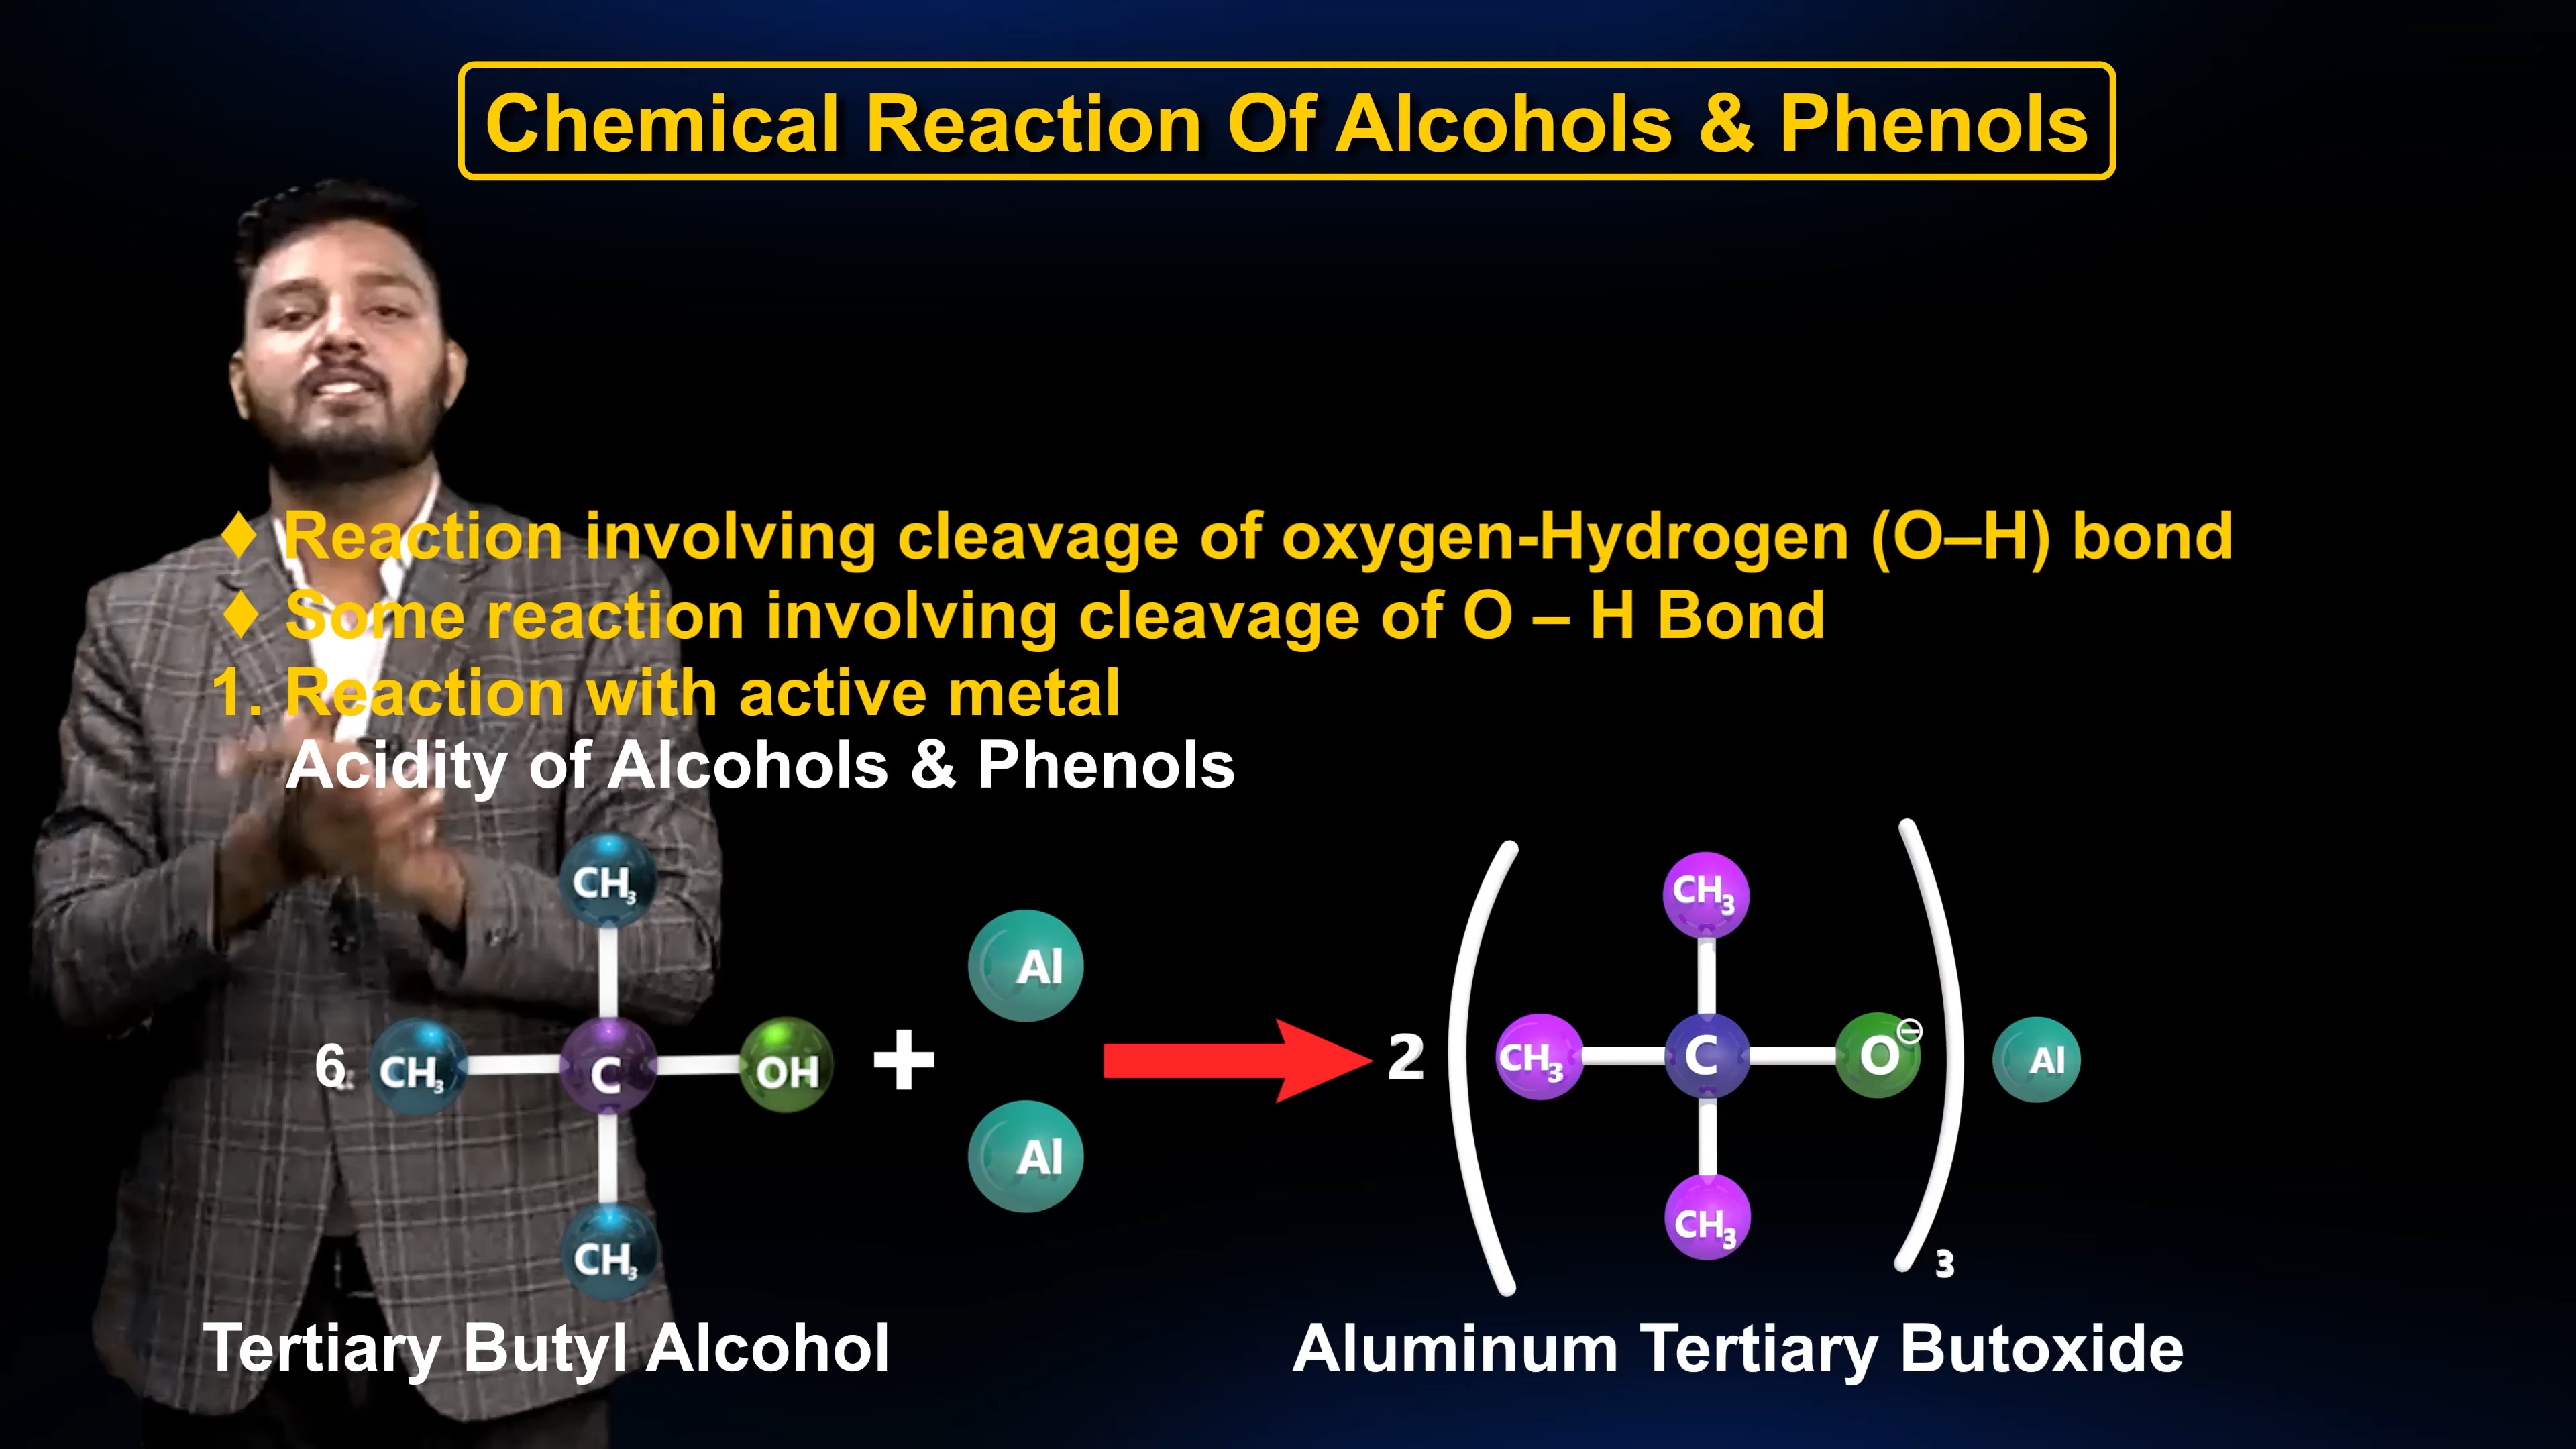 Chemical Reaction Of Alcohols & Phenols
♦ Reaction involving cleavage of oxygen-Hydrogen (O–H) bond
♦ Some reaction involving cleavage of O – H Bond
1. Reaction with active metal
Acidity of Alcohols & Phenols
CH₃
CH₃
Al
6 CH₃ C OH +
2 CH₃ C O⊖ Al
Al
CH₃
CH₃
3
Tertiary Butyl Alcohol
Aluminum Tertiary Butoxide